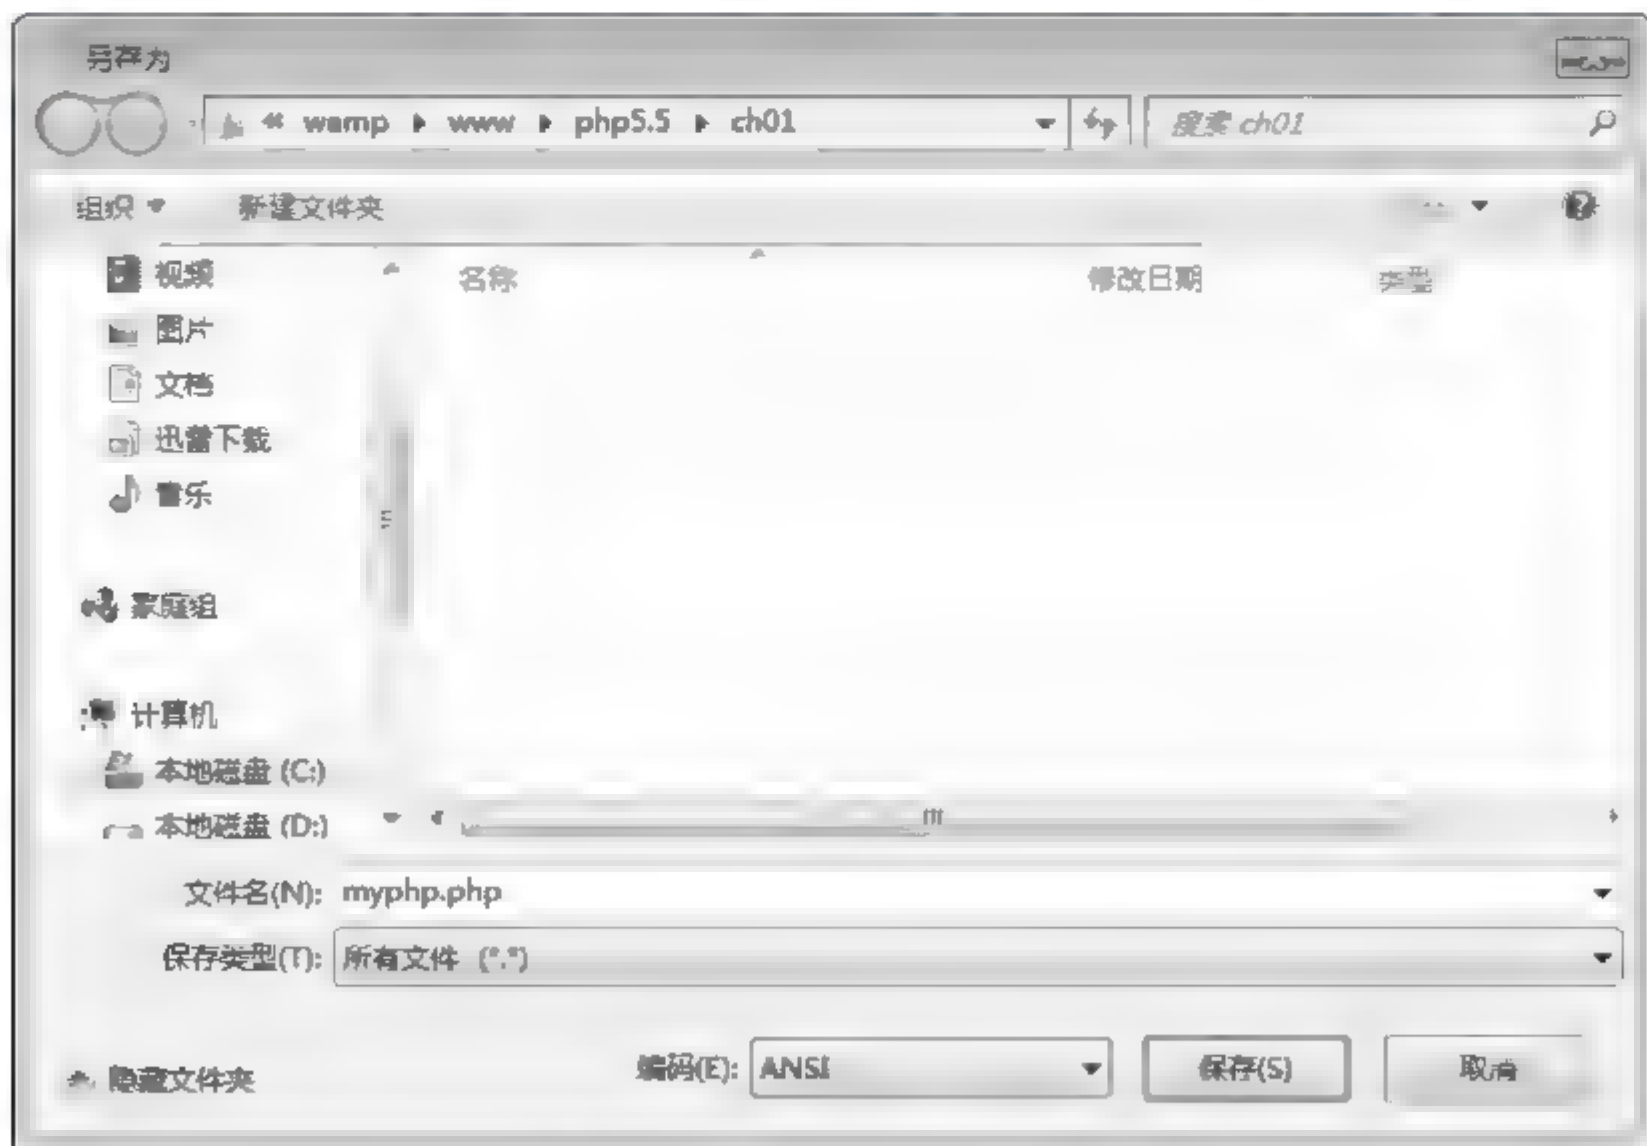 另存为
wamp www php5.5 ch01 搜索 ch01
组织 新建文件夹
名称 修改日期 类型
视频
图片
文档
迅雷下载
音乐
家庭组
计算机
本地磁盘 (C:)
本地磁盘 (D:)
文件名(N): myphp.php
保存类型(T): 所有文件 (*.*)
隐藏文件夹 编码(E): ANSI 保存(S) 取消